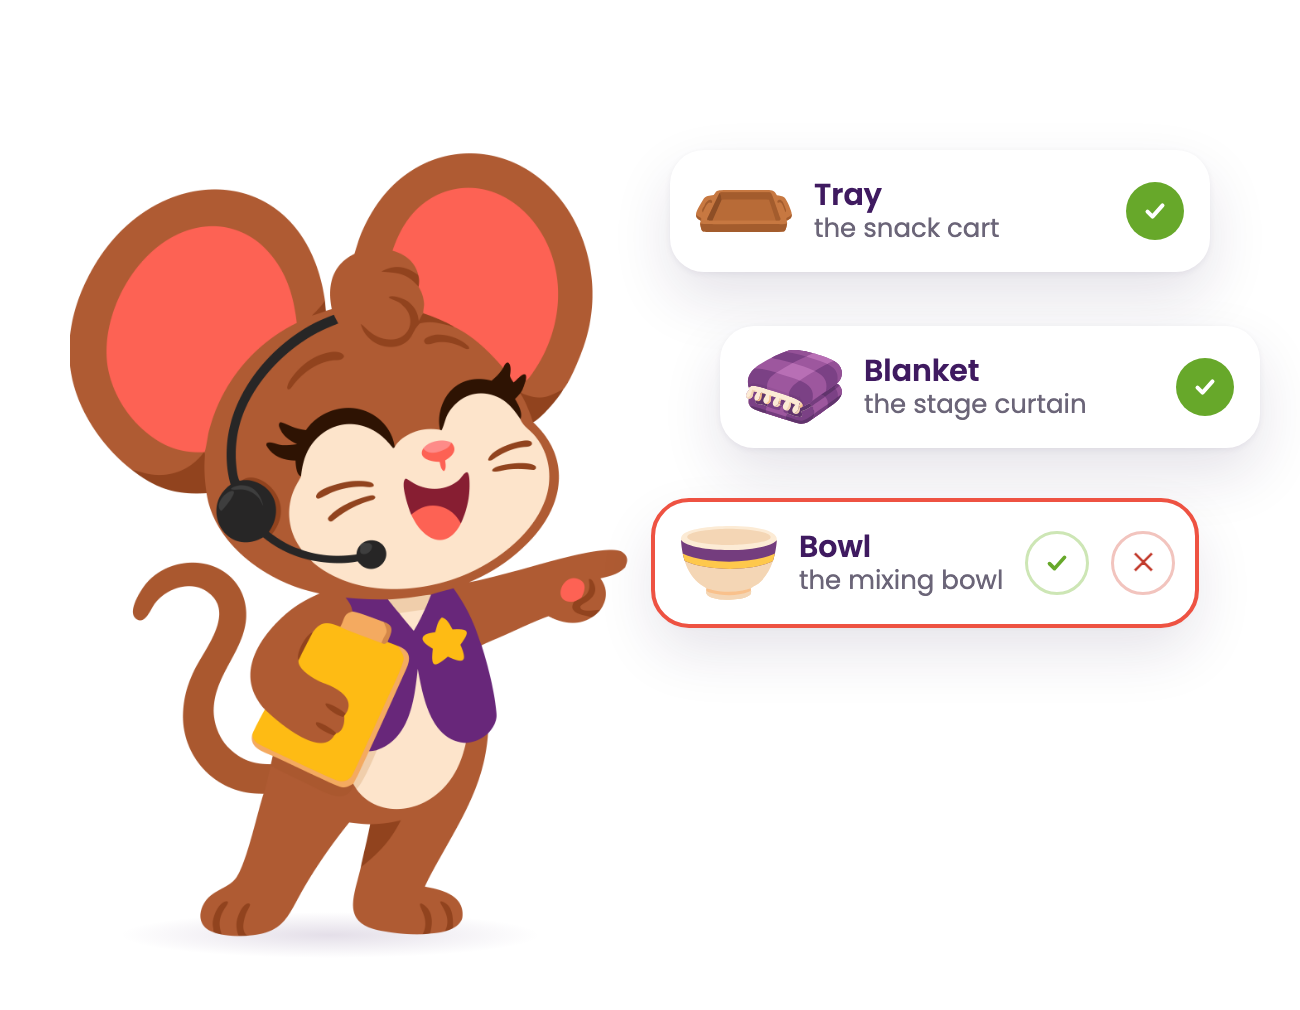 Tray
the snack cart
Blanket
the stage curtain
Bowl
the mixing bowl